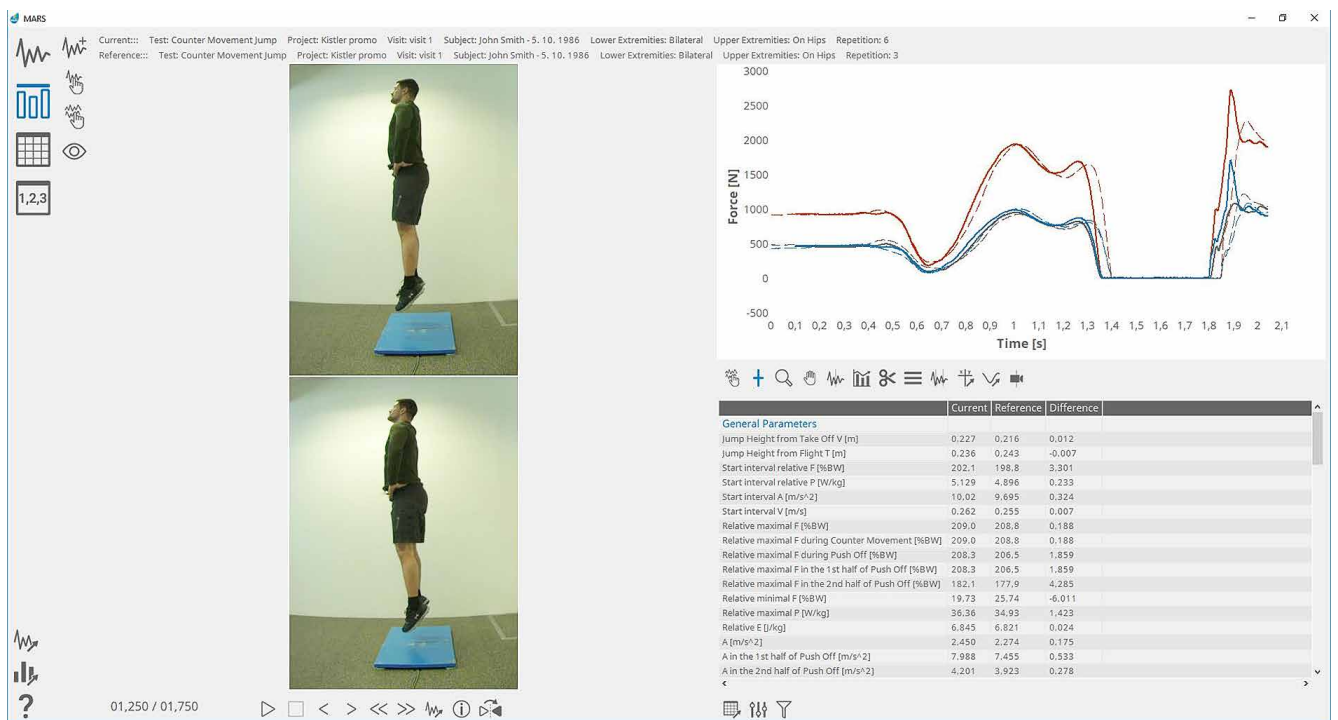 MARS
Current::: Test: Counter Movement Jump Project: Kistler promo Visit: visit 1 Subject: John Smith - 5. 10. 1986 Lower Extremities: Bilateral Upper Extremities: On Hips Repetition: 6
Reference::: Test: Counter Movement Jump Project: Kistler promo Visit: visit 1 Subject: John Smith - 5. 10. 1986 Lower Extremities: Bilateral Upper Extremities: On Hips Repetition: 3
1,2,3
3000
2500
2000
1500
1000
500
0
-500
Force [N]
0 0,1 0,2 0,3 0,4 0,5 0,6 0,7 0,8 0,9 1 1,1 1,2 1,3 1,4 1,5 1,6 1,7 1,8 1,9 2 2,1
Time [s]
Current Reference Difference
General Parameters
Jump Height from Take Off V [m] 0.227 0.216 0.012
Jump Height from Flight T [m] 0.236 0.243 -0.007
Start interval relative F [%BW] 202.1 198.8 3.301
Start interval relative P [W/kg] 5.129 4.896 0.233
Start interval A [m/s^2] 10.02 9.695 0.324
Start interval V [m/s] 0.262 0.255 0.007
Relative maximal F [%BW] 209.0 208.8 0.188
Relative maximal F during Counter Movement [%BW] 209.0 208.8 0.188
Relative maximal F during Push Off [%BW] 208.3 206.5 1.859
Relative maximal F in the 1st half of Push Off [%BW] 208.3 206.5 1.859
Relative maximal F in the 2nd half of Push Off [%BW] 182.1 177.9 4.285
Relative minimal F [%BW] 19.73 25.74 -6.011
Relative maximal P [W/kg] 36.36 34.93 1.423
Relative E [J/kg] 6.845 6.821 0.024
A [m/s^2] 2.450 2.274 0.175
A in the 1st half of Push Off [m/s^2] 7.988 7.455 0.533
A in the 2nd half of Push Off [m/s^2] 4.201 3.923 0.278
01,250 / 01,750